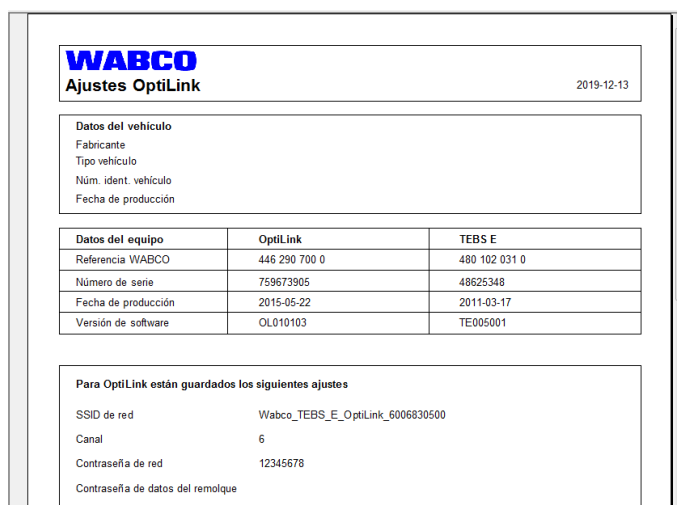 WABCO
Ajustes OptiLink 2019-12-13
Datos del vehículo
Fabricante
Tipo vehículo
Núm. ident. vehículo
Fecha de producción
Datos del equipo OptiLink TEBS E
Referencia WABCO 446 290 700 0 480 102 031 0
Número de serie 759673905 48625348
Fecha de producción 2015-05-22 2011-03-17
Versión de software OL010103 TE005001
Para OptiLink están guardados los siguientes ajustes
SSID de red Wabco_TEBS_E_OptiLink_6006830500
Canal 6
Contraseña de red 12345678
Contraseña de datos del remolque